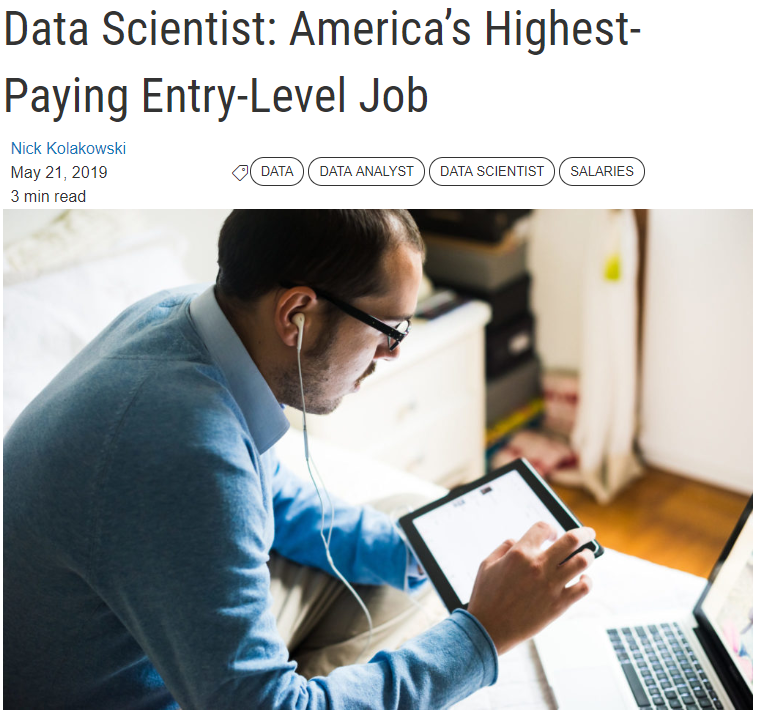 Data Scientist: America’s Highest-
Paying Entry-Level Job
Nick Kolakowski
May 21, 2019
3 min read
DATA
DATA ANALYST
DATA SCIENTIST
SALARIES